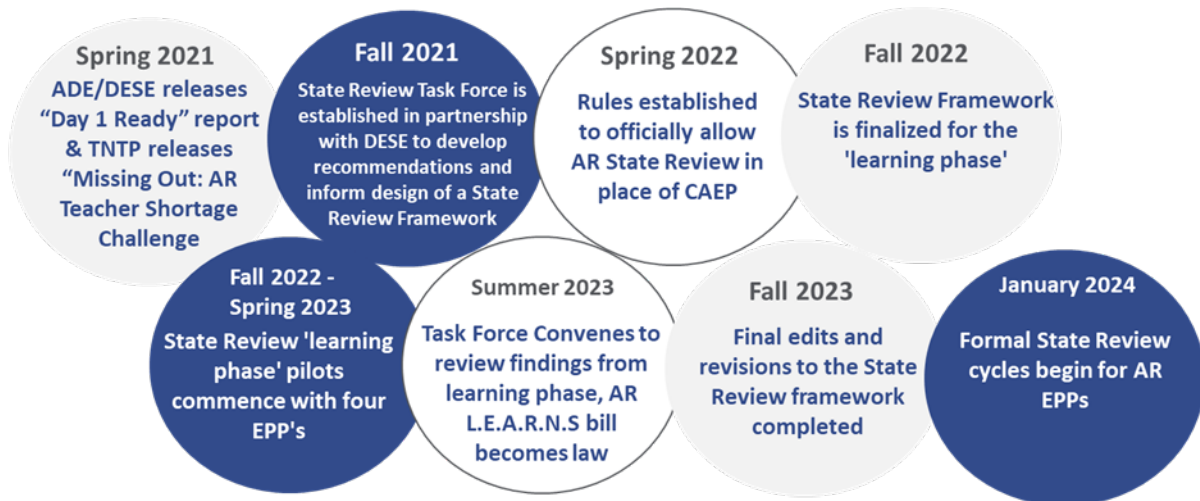 Spring 2021
ADE/DESE releases
“Day 1 Ready” report
& TNTP releases
“Missing Out: AR
Teacher Shortage
Challenge
Fall 2021
State Review Task Force is
established in partnership
with DESE to develop
recommendations and
inform design of a State
Review Framework
Spring 2022
Rules established
to officially allow
AR State Review in
place of CAEP
Fall 2022
State Review Framework
is finalized for the
'learning phase'
Fall 2022 -
Spring 2023
State Review 'learning
phase' pilots
commence with four
EPP's
Summer 2023
Task Force Convenes to
review findings from
learning phase, AR
L.E.A.R.N.S bill
becomes law
Fall 2023
Final edits and
revisions to the State
Review framework
completed
January 2024
Formal State Review
cycles begin for AR
EPPs